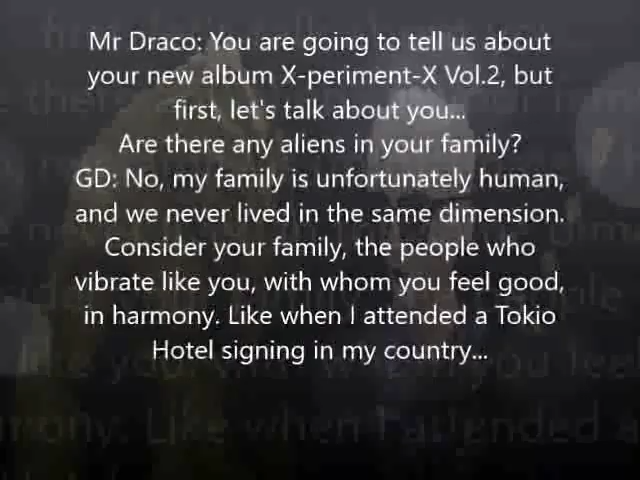 Mr Draco: You are going to tell us about
your new album X-periment-X Vol.2, but
first, let's talk about you...
Are there any aliens in your family?
GD: No, my family is unfortunately human,
and we never lived in the same dimension.
Consider your family, the people who
vibrate like you, with whom you feel good,
in harmony. Like when I attended a Tokio
Hotel signing in my country...